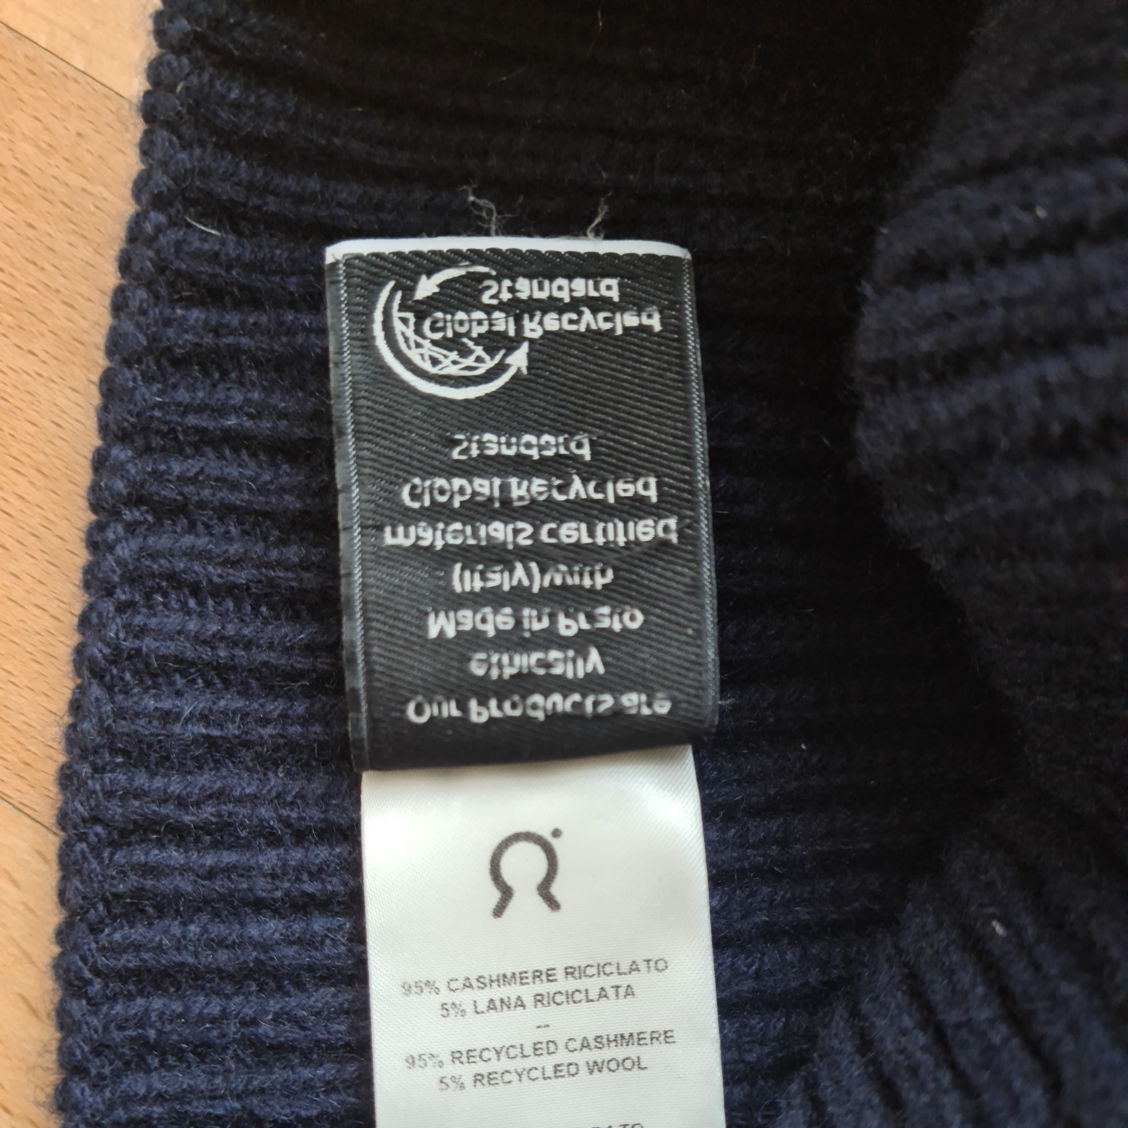 Our Products are
ethically
Made in Prato
(Italy) with
materials certified
Global Recycled
Standard
Global Recycled
Standard
95% CASHMERE RICICLATO
5% LANA RICICLATA
--
95% RECYCLED CASHMERE
5% RECYCLED WOOL